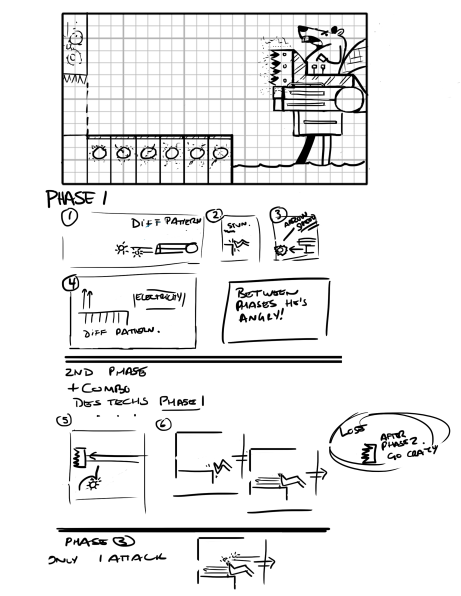 PHASE 1
1
DIFF PATTERN
2
STUN.
3
ARROW
SPEED
4
ELECTRICITY
DIFF PATTERN.
BETWEEN
PHASES HE'S
ANGRY!
2ND PHASE
+ COMBO
DES TECHS PHASE 1
5
6
LOSE
AFTER
PHASE 2.
GO CRAZY
PHASE 3
ONLY 1 ATTACK